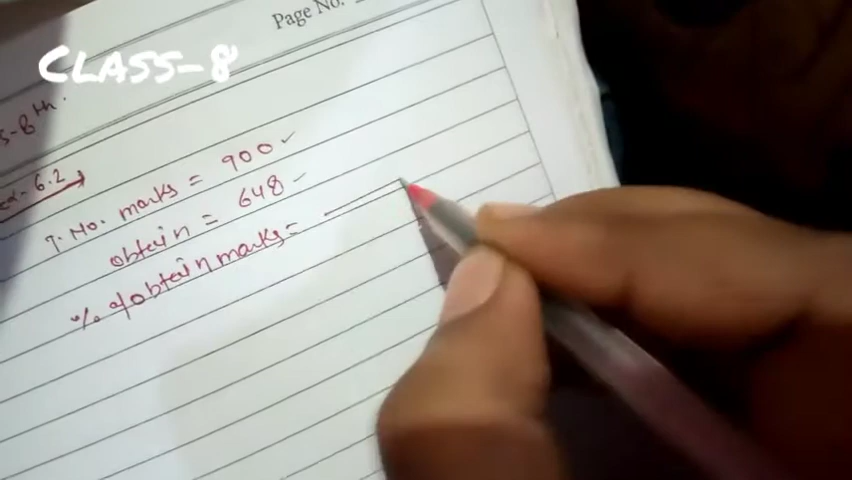 Page No.
CLASS-8
s-8th.
Ex-6.2
T. No. marks = 900 ✓
obtain = 648 ✓
% of obtain marks =